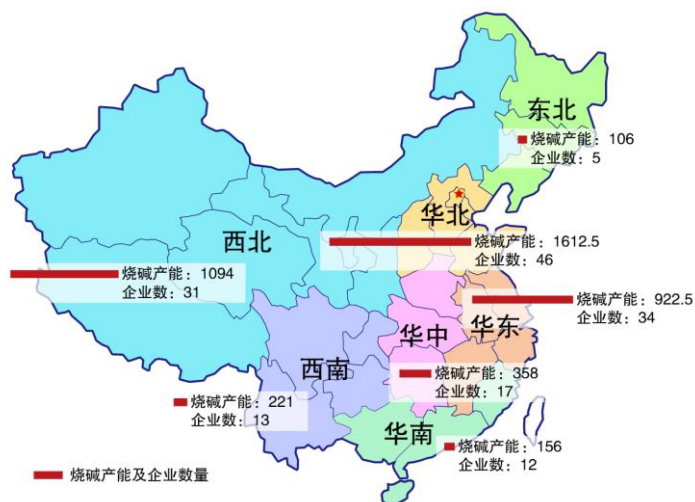 东北
烧碱产能：106
企业数：5
华北
烧碱产能：1612.5
企业数：46
西北
烧碱产能：1094
企业数：31
烧碱产能：922.5
企业数：34
华东
华中
西南
烧碱产能：358
企业数：17
烧碱产能：221
企业数：13
华南
烧碱产能：156
企业数：12
烧碱产能及企业数量